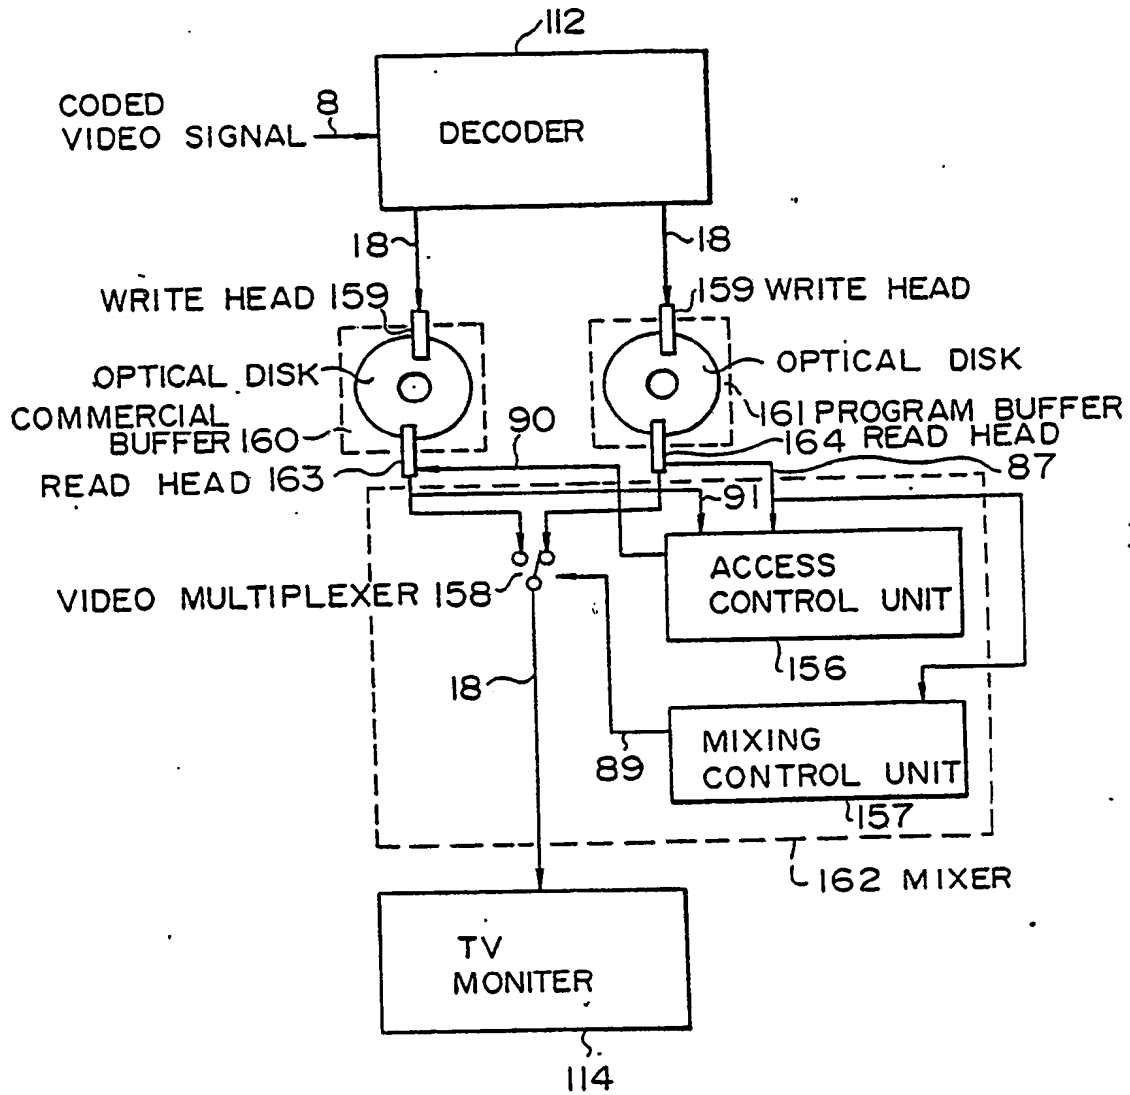 112
CODED
VIDEO SIGNAL
8
DECODER
18
18
WRITE HEAD 159
159 WRITE HEAD
OPTICAL DISK
OPTICAL DISK
COMMERCIAL
BUFFER 160
161 PROGRAM BUFFER
90
164 READ HEAD
READ HEAD 163
87
91
ACCESS
CONTROL UNIT
VIDEO MULTIPLEXER 158
156
18
MIXING
CONTROL UNIT
89
157
162 MIXER
TV
MONITER
114